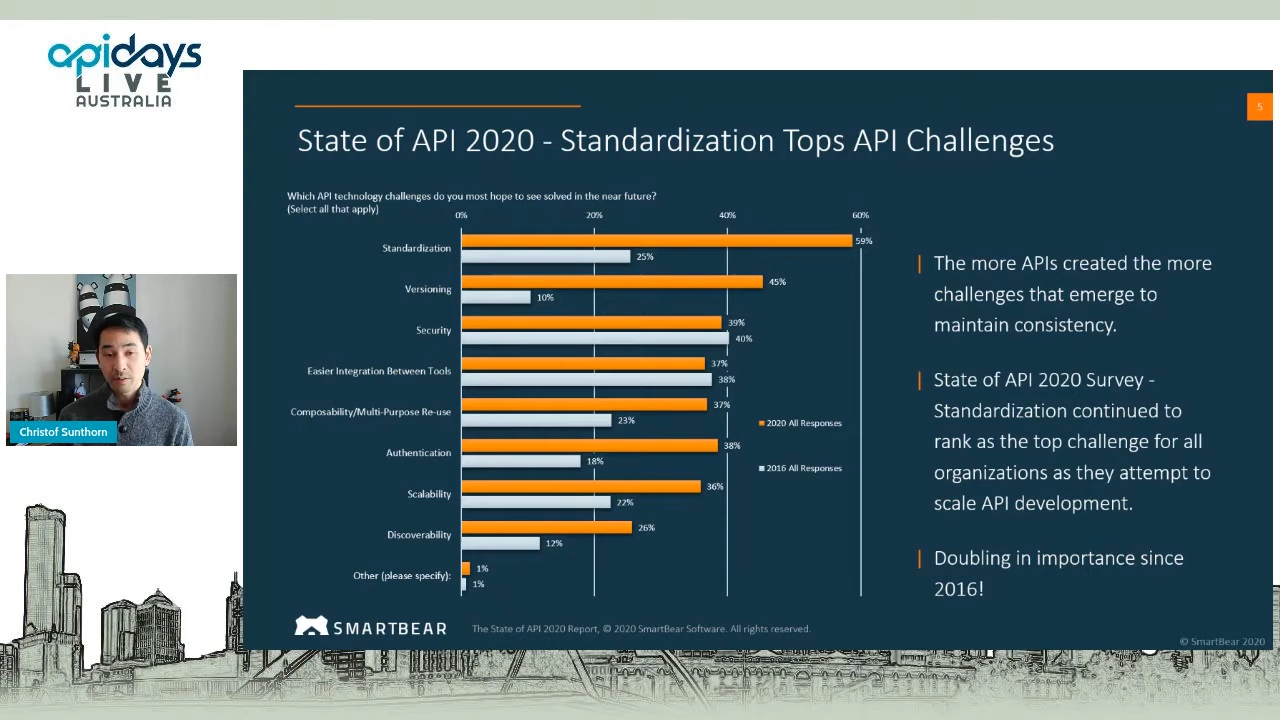 apidays
LIVE
AUSTRALIA
5
State of API 2020 - Standardization Tops API Challenges
Which API technology challenges do you most hope to see solved in the near future?
(Select all that apply)
0% 20% 40% 60%
Standardization 59%
25%
Versioning 45%
10%
Security 39%
40%
Easier Integration Between Tools 37%
38%
Composability/Multi-Purpose Re-use 37%
23%
Authentication 38%
18%
Scalability 36%
22%
Discoverability 26%
12%
Other (please specify): 1%
1%
2020 All Responses
2016 All Responses
The more APIs created the more
challenges that emerge to
maintain consistency.
State of API 2020 Survey -
Standardization continued to
rank as the top challenge for all
organizations as they attempt to
scale API development.
Doubling in importance since
2016!
SMARTBEAR
The State of API 2020 Report, © 2020 SmartBear Software. All rights reserved.
© SmartBear 2020
Christof Sunthorn